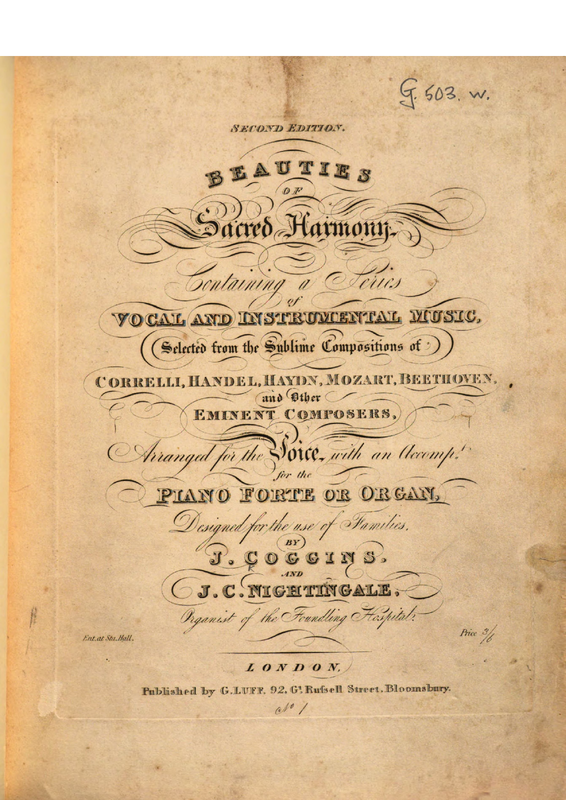 G. 503. w.
SECOND EDITION.
BEAUTIES
OF
Sacred Harmony.
Containing a Series
of
VOCAL AND INSTRUMENTAL MUSIC,
Selected from the Sublime Compositions of
CORRELLI, HANDEL, HAYDN, MOZART, BEETHOVEN,
and Other
EMINENT COMPOSERS,
Arranged for the Voice, with an Accompt.
for the
PIANO FORTE OR ORGAN,
Designed for the use of Families,
BY
J. COGGINS,
AND
J. C. NIGHTINGALE,
Organist of the Foundling Hospital.
Ent. at Sta. Hall.
Price 3/6
LONDON,
Published by G. LUFF. 92. Gt. Russell Street, Bloomsbury.
No 1